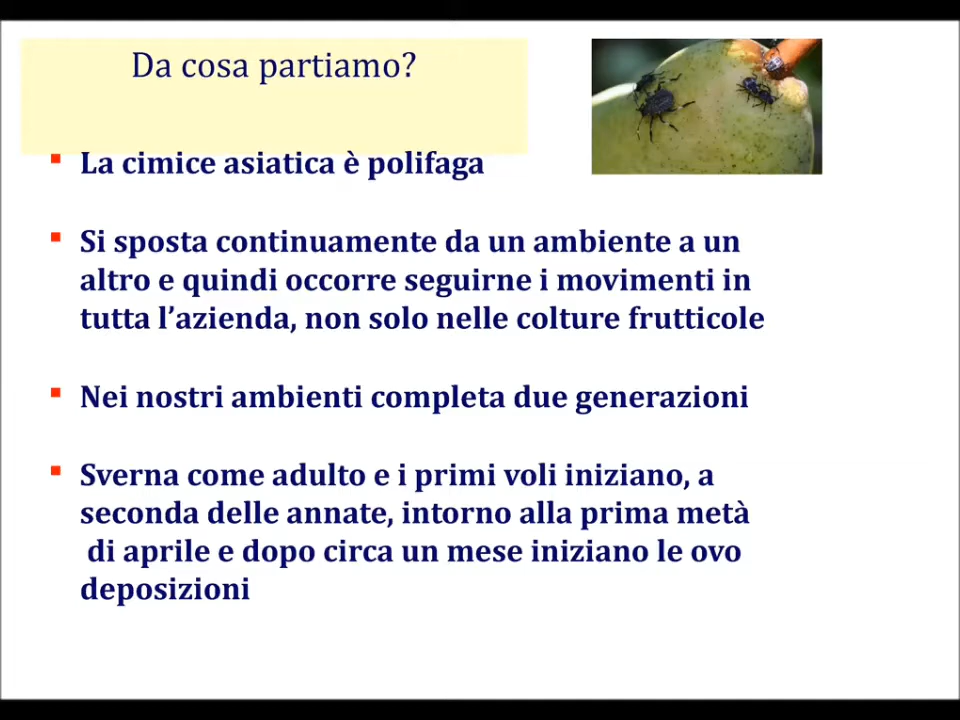 Da cosa partiamo?
La cimice asiatica è polifaga
Si sposta continuamente da un ambiente a un
altro e quindi occorre seguirne i movimenti in
tutta l’azienda, non solo nelle colture frutticole
Nei nostri ambienti completa due generazioni
Sverna come adulto e i primi voli iniziano, a
seconda delle annate, intorno alla prima metà
di aprile e dopo circa un mese iniziano le ovo
deposizioni